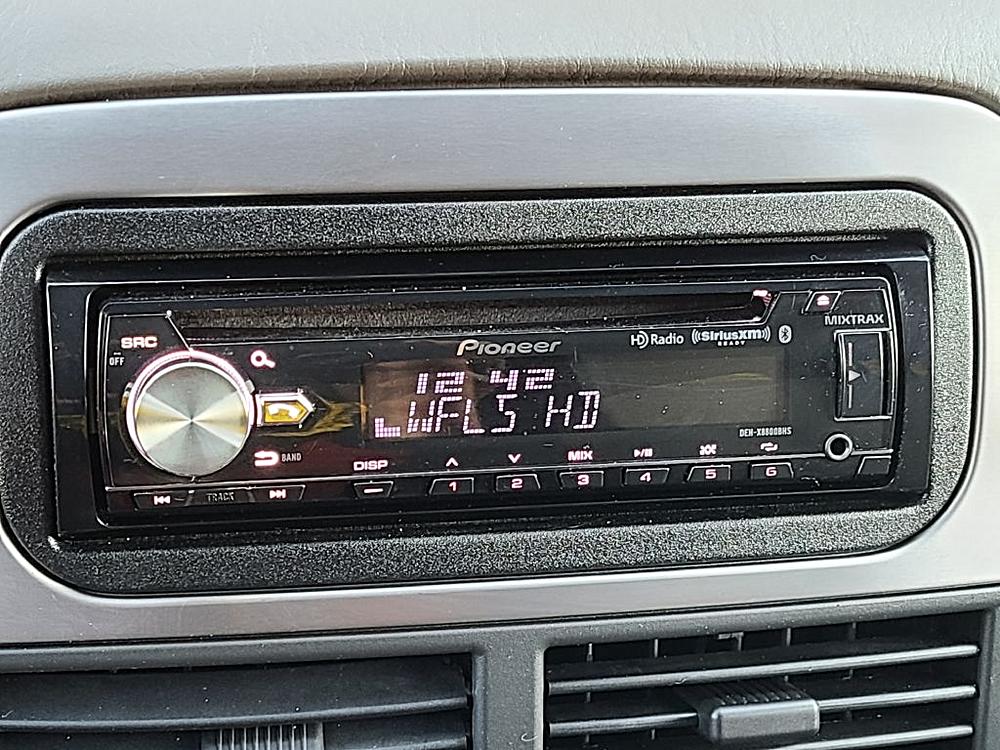 MIXTRAX
SRC
OFF
Pioneer
HD Radio ((SiriusXM)))
READY
12 42
WFLS HD
DEH-X8800BHS
BAND
DISP MIX
1 2 3 4 5 6
TRACK